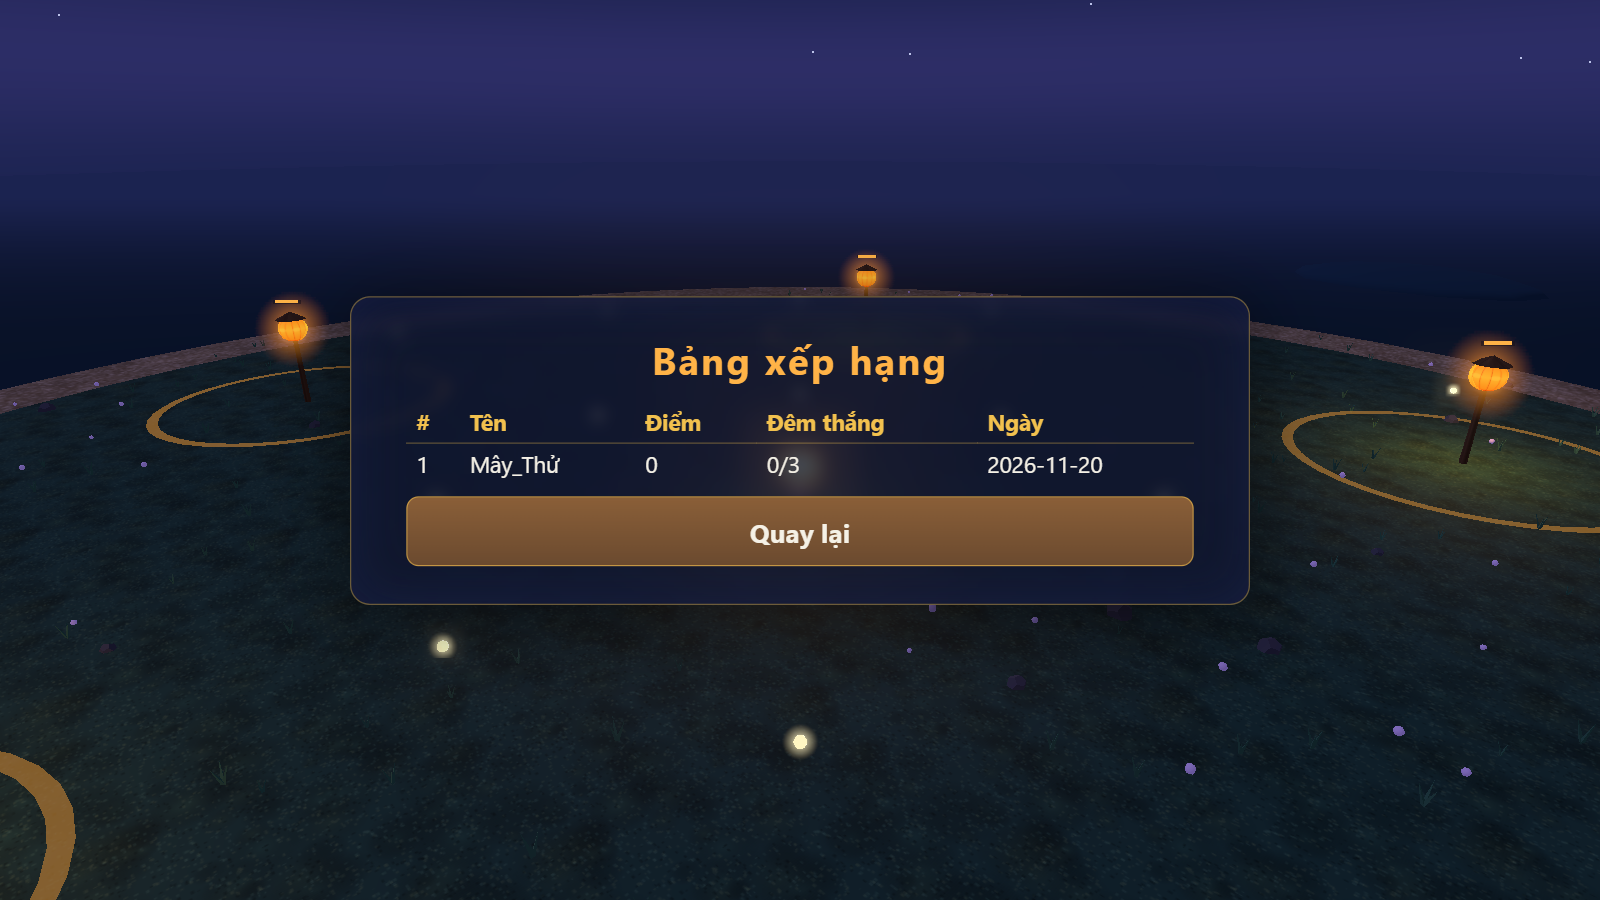 Bảng xếp hạng
# Tên Điểm Đêm thắng Ngày
1 Mây_Thử 0 0/3 2026-11-20
Quay lại